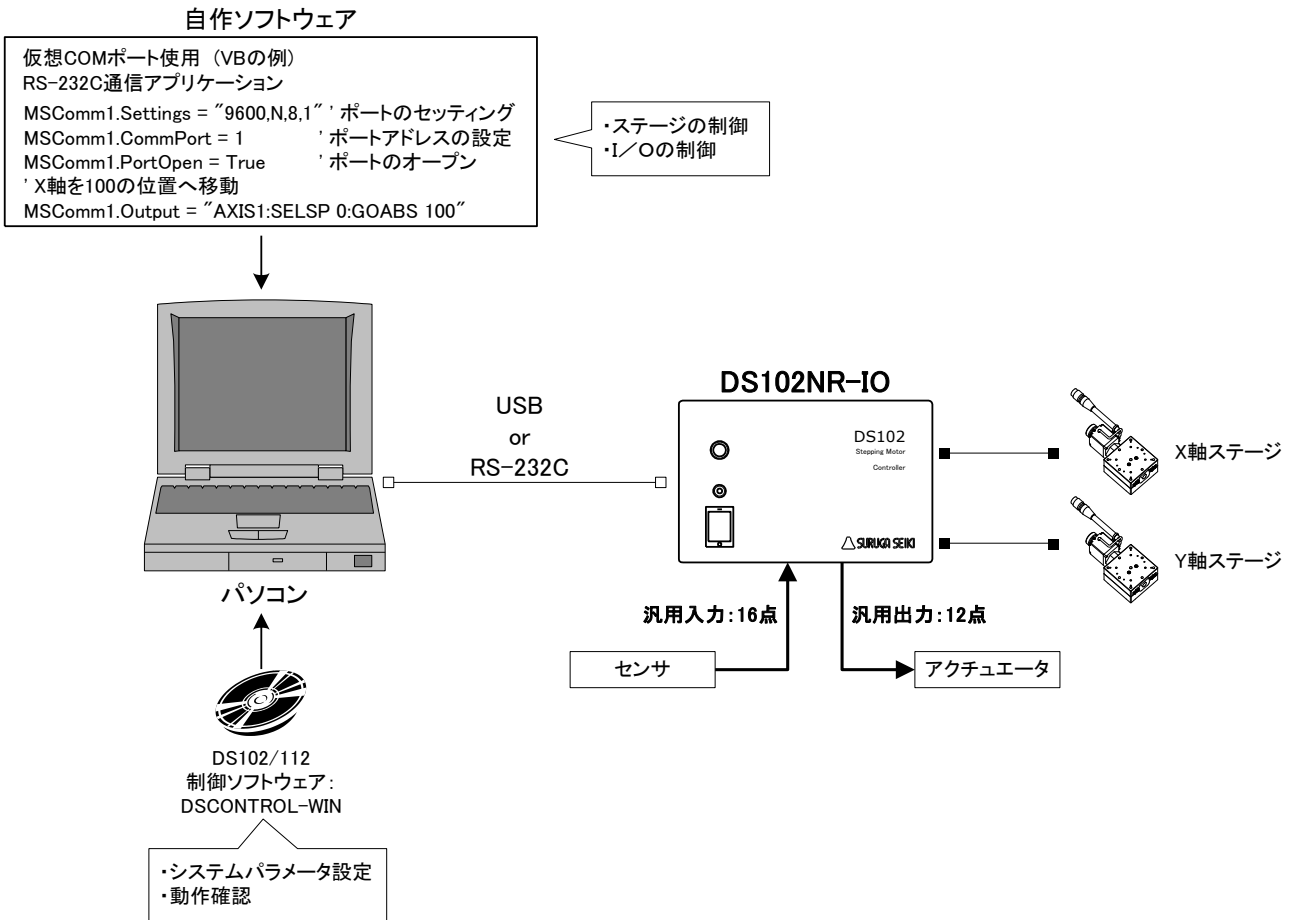 自作ソフトウェア
仮想COMポート使用 (VBの例)
RS-232C通信アプリケーション
MSComm1.Settings = "9600,N,8,1" ' ポートのセッティング
MSComm1.CommPort = 1 ' ポートアドレスの設定
MSComm1.PortOpen = True ' ポートのオープン
' X軸を100の位置へ移動
MSComm1.Output = "AXIS1:SELSP 0:GOABS 100"
・ステージの制御
・I/Oの制御
USB
or
RS-232C
パソコン
DS102NR-IO
DS102
Stepping Motor
Controller
SURUGA SEIKI
X軸ステージ
Y軸ステージ
汎用入力:16点
汎用出力:12点
センサ
アクチュエータ
DS102/112
制御ソフトウェア:
DSCONTROL-WIN
・システムパラメータ設定
・動作確認